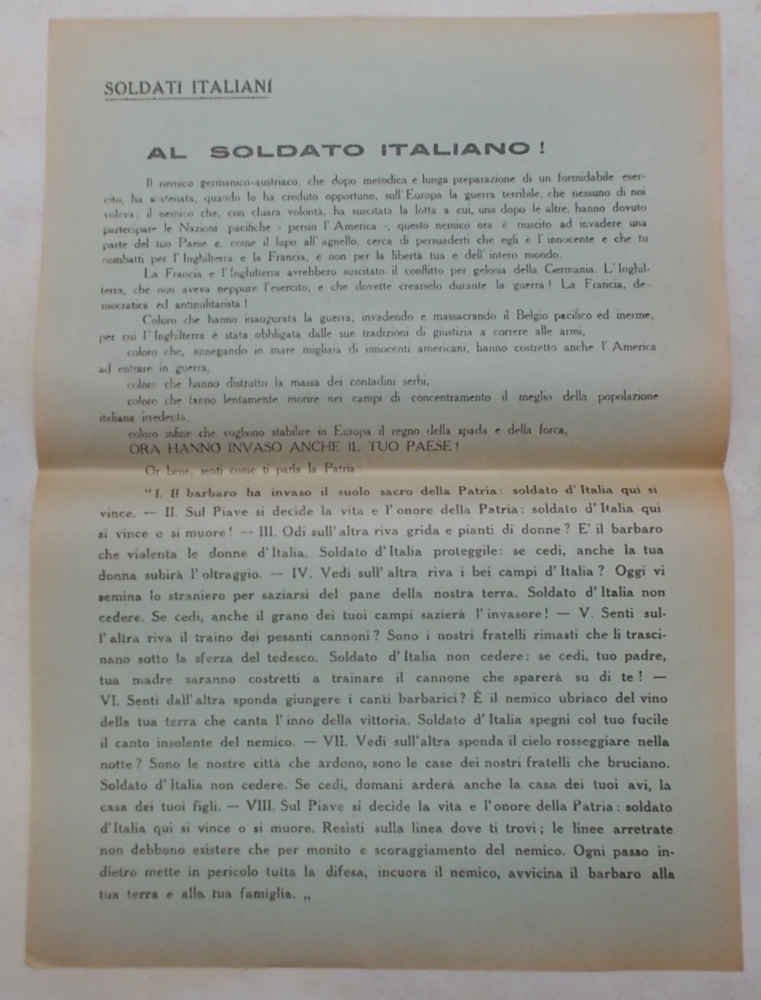 SOLDATI ITALIANI
AL SOLDATO ITALIANO !
Il nemico germanico-austriaco, che dopo metodica e lunga preparazione di un formidabile eser-
cito, ha scatenata, quando lo ha creduto opportuno, sull'Europa la guerra terribile, che nessuno di noi
voleva, il nemico che, con chiara volontà, ha suscitata la lotta a cui, una dopo le altre, hanno dovuto
partecipare le Nazioni pacifiche - persin l'America -, questo nemico ora è riuscito ad invadere una
parte del tuo Paese e, come il lupo all'agnello, cerca di persuaderti che egli è l'innocente e che tu
combatti per l'Inghilterra e la Francia, e non per la libertà tua e dell'intero mondo.
La Francia e l'Inghilterra avrebbero suscitato il conflitto per gelosia della Germania. L'Inghil-
terra, che non aveva neppure l'esercito, e che dovette crearselo durante la guerra! La Francia, de-
mocratica ed antimilitarista !
Coloro che hanno inaugurata la guerra, invadendo e massacrando il Belgio pacifico ed inerme,
per cui l'Inghilterra è stata obbligata dalle sue tradizioni di giustizia a correre alle armi,
coloro che, annegando in mare migliaia di innocenti americani, hanno costretto anche l'America
ad entrare in guerra,
coloro che hanno distrutto la massa dei contadini serbi,
coloro che fanno lentamente morire nei campi di concentramento il meglio della popolazione
italiana irredenta,
coloro infine che vogliono stabilire in Europa il regno della spada e della forca,
ORA HANNO INVASO ANCHE IL TUO PAESE !
Or bene, senti come ti parla la Patria
"I. Il barbaro ha invaso il suolo sacro della Patria: soldato d'Italia qui si
vince. — II. Sul Piave si decide la vita e l'onore della Patria: soldato d'Italia qui
si vince o si muore! — III. Odi sull'altra riva grida e pianti di donne? E' il barbaro
che violenta le donne d'Italia. Soldato d'Italia proteggile: se cedi, anche la tua
donna subirà l'oltraggio. — IV. Vedi sull'altra riva i bei campi d'Italia? Oggi vi
semina lo straniero per saziarsi del pane della nostra terra. Soldato d'Italia non
cedere. Se cedi, anche il grano dei tuoi campi sazierà l'invasore! — V. Senti sul-
l'altra riva il traino dei pesanti cannoni? Sono i nostri fratelli rimasti che li trasci-
nano sotto la sferza del tedesco. Soldato d'Italia non cedere: se cedi, tuo padre,
tua madre saranno costretti a trainare il cannone che sparerà su di te! —
VI. Senti dall'altra sponda giungere i canti barbarici? È il nemico ubriaco del vino
della tua terra che canta l'inno della vittoria. Soldato d'Italia spegni col tuo fucile
il canto insolente del nemico. — VII. Vedi sull'altra sponda il cielo rosseggiare nella
notte? Sono le nostre città che ardono, sono le case dei nostri fratelli che bruciano.
Soldato d'Italia non cedere. Se cedi, domani arderà anche la casa dei tuoi avi, la
casa dei tuoi figli. — VIII. Sul Piave si decide la vita e l'onore della Patria: soldato
d'Italia qui si vince o si muore. Resisti sulla linea dove ti trovi; le linee arretrate
non debbono esistere che per monito e scoraggiamento del nemico. Ogni passo in-
dietro mette in pericolo tutta la difesa, incuora il nemico, avvicina il barbaro alla
tua terra e alla tua famiglia. „